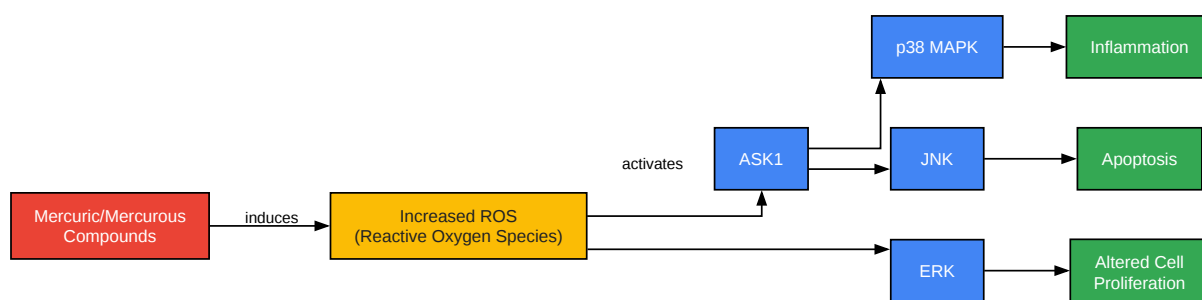 p38 MAPK
Inflammation
activates
ASK1
JNK
Apoptosis
Mercuric/Mercurous
Compounds
induces
Increased ROS
(Reactive Oxygen Species)
ERK
Altered Cell
Proliferation